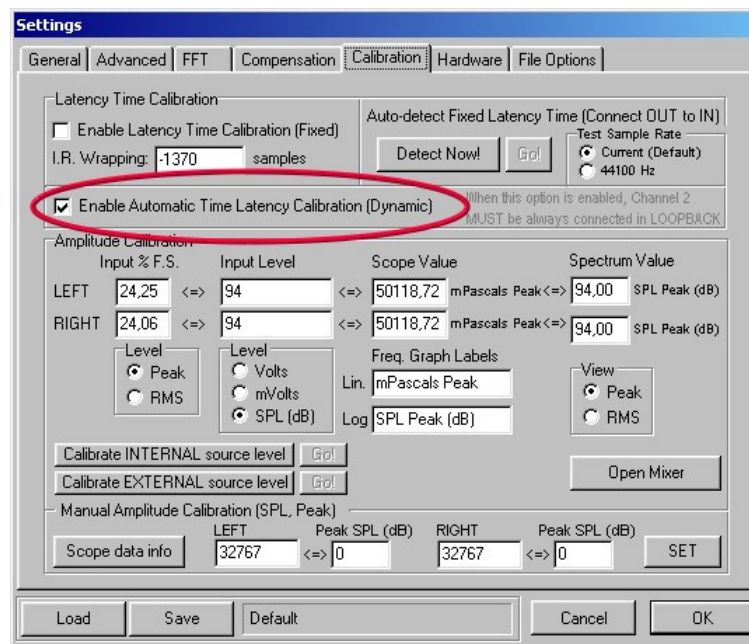 Settings
General Advanced FFT Compensation Calibration Hardware File Options
Latency Time Calibration
Enable Latency Time Calibration (Fixed)
I.R. Wrapping: -1370 samples
Auto-detect Fixed Latency Time (Connect OUT to IN)
Detect Now! Go!
Test Sample Rate
Current (Default)
44100 Hz
Enable Automatic Time Latency Calibration (Dynamic)
When this option is enabled, Channel 2
MUST be always connected in LOOPBACK
Amplitude Calibration
Input % F.S. Input Level Scope Value Spectrum Value
LEFT 24,25 <=> 94 <=> 50118,72 mPascals Peak <=> 94,00 SPL Peak (dB)
RIGHT 24,06 <=> 94 <=> 50118,72 mPascals Peak <=> 94,00 SPL Peak (dB)
Level
Peak
RMS
Level
Volts
mVolts
SPL (dB)
Freq. Graph Labels
Lin. mPascals Peak
Log SPL Peak (dB)
View
Peak
RMS
Calibrate INTERNAL source level Go!
Calibrate EXTERNAL source level Go!
Open Mixer
Manual Amplitude Calibration (SPL, Peak)
LEFT Peak SPL (dB) RIGHT Peak SPL (dB)
Scope data info 32767 <=> 0 32767 <=> 0 SET
Load Save Default Cancel OK